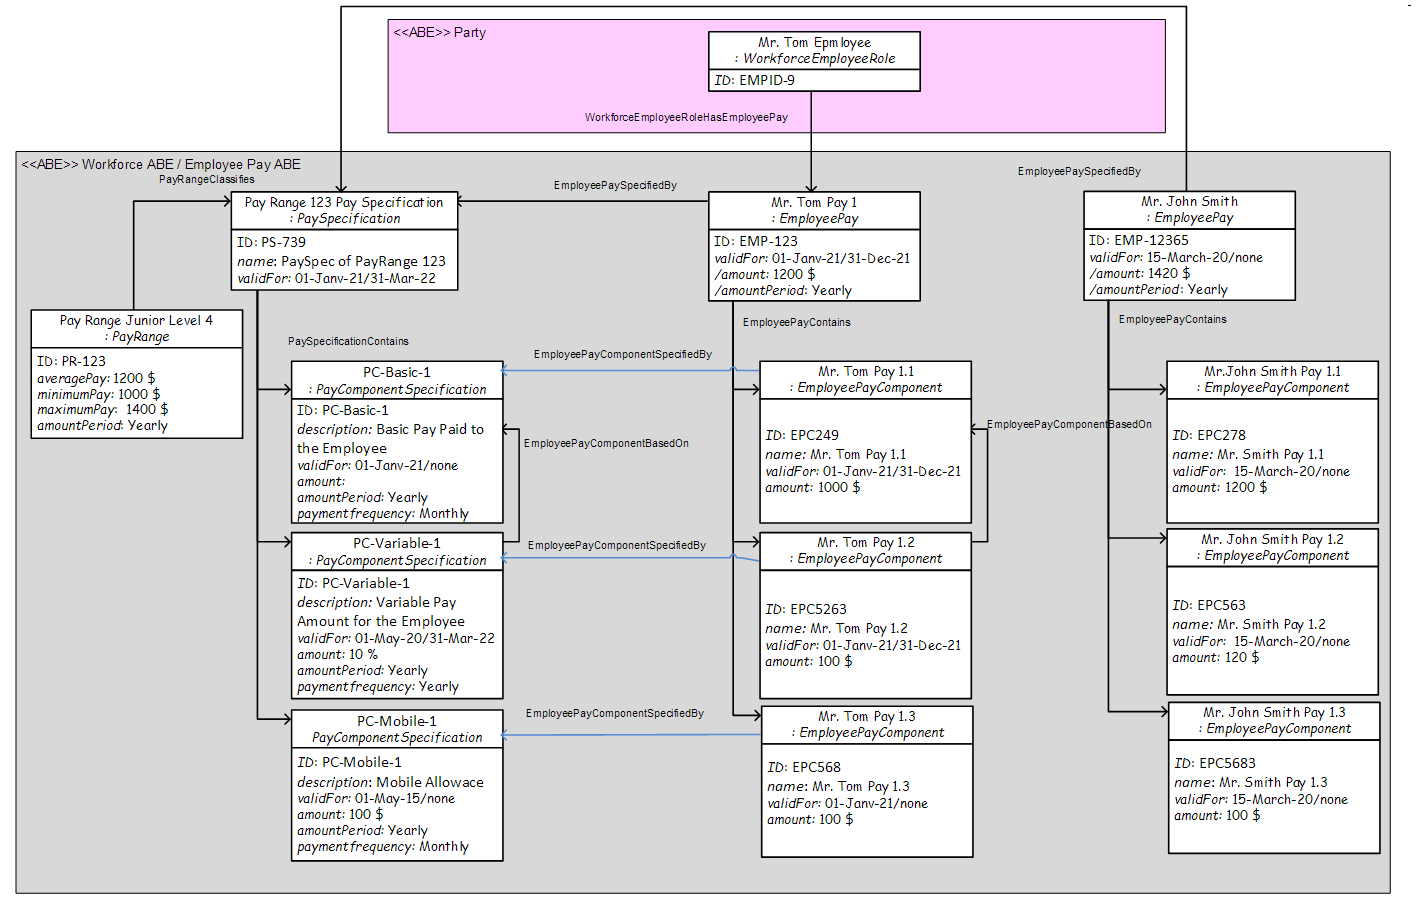 <<ABE>> Party
Mr. Tom Epmloyee
: WorkforceEmployeeRole
ID: EMPID-9
WorkforceEmployeeRoleHasEmployeePay
<<ABE>> Workforce ABE / Employee Pay ABE
PayRangeClassifies
EmployeePaySpecifiedBy
EmployeePaySpecifiedBy
Pay Range 123 Pay Specification
: PaySpecification
ID: PS-739
name: PaySpec of PayRange 123
validFor: 01-Janv-21/31-Mar-22
Mr. Tom Pay 1
: EmployeePay
ID: EMP-123
validFor: 01-Janv-21/31-Dec-21
/amount: 1200 $
/amountPeriod: Yearly
Mr. John Smith
: EmployeePay
ID: EMP-12365
validFor: 15-March-20/none
/amount: 1420 $
/amountPeriod: Yearly
Pay Range Junior Level 4
: PayRange
ID: PR-123
averagePay: 1200 $
minimumPay: 1000 $
maximumPay: 1400 $
amountPeriod: Yearly
PaySpecificationContains
EmployeePayContains
EmployeePayContains
EmployeePayComponentSpecifiedBy
PC-Basic-1
: PayComponentSpecification
ID: PC-Basic-1
description: Basic Pay Paid to
the Employee
validFor: 01-Janv-21/none
amount:
amountPeriod: Yearly
paymentfrequency: Monthly
EmployeePayComponentBasedOn
Mr. Tom Pay 1.1
: EmployeePayComponent
ID: EPC249
name: Mr. Tom Pay 1.1
validFor: 01-Janv-21/31-Dec-21
amount: 1000 $
EmployeePayComponentBasedOn
Mr.John Smith Pay 1.1
: EmployeePayComponent
ID: EPC278
name: Mr. Smith Pay 1.1
validFor: 15-March-20/none
amount: 1200 $
PC-Variable-1
: PayComponentSpecification
ID: PC-Variable-1
description: Variable Pay
Amount for the Employee
validFor: 01-May-20/31-Mar-22
amount: 10 %
amountPeriod: Yearly
paymentfrequency: Yearly
EmployeePayComponentSpecifiedBy
Mr. Tom Pay 1.2
: EmployeePayComponent
ID: EPC5263
name: Mr. Tom Pay 1.2
validFor: 01-Janv-21/31-Dec-21
amount: 100 $
Mr. John Smith Pay 1.2
: EmployeePayComponent
ID: EPC563
name: Mr. Smith Pay 1.2
validFor: 15-March-20/none
amount: 120 $
PC-Mobile-1
PayComponentSpecification
ID: PC-Mobile-1
description: Mobile Allowace
validFor: 01-May-15/none
amount: 100 $
amountPeriod: Yearly
paymentfrequency: Monthly
EmployeePayComponentSpecifiedBy
Mr. Tom Pay 1.3
: EmployeePayComponent
ID: EPC568
name: Mr. Tom Pay 1.3
validFor: 01-Janv-21/none
amount: 100 $
Mr. John Smith Pay 1.3
: EmployeePayComponent
ID: EPC5683
name: Mr. Smith Pay 1.3
validFor: 15-March-20/none
amount: 100 $